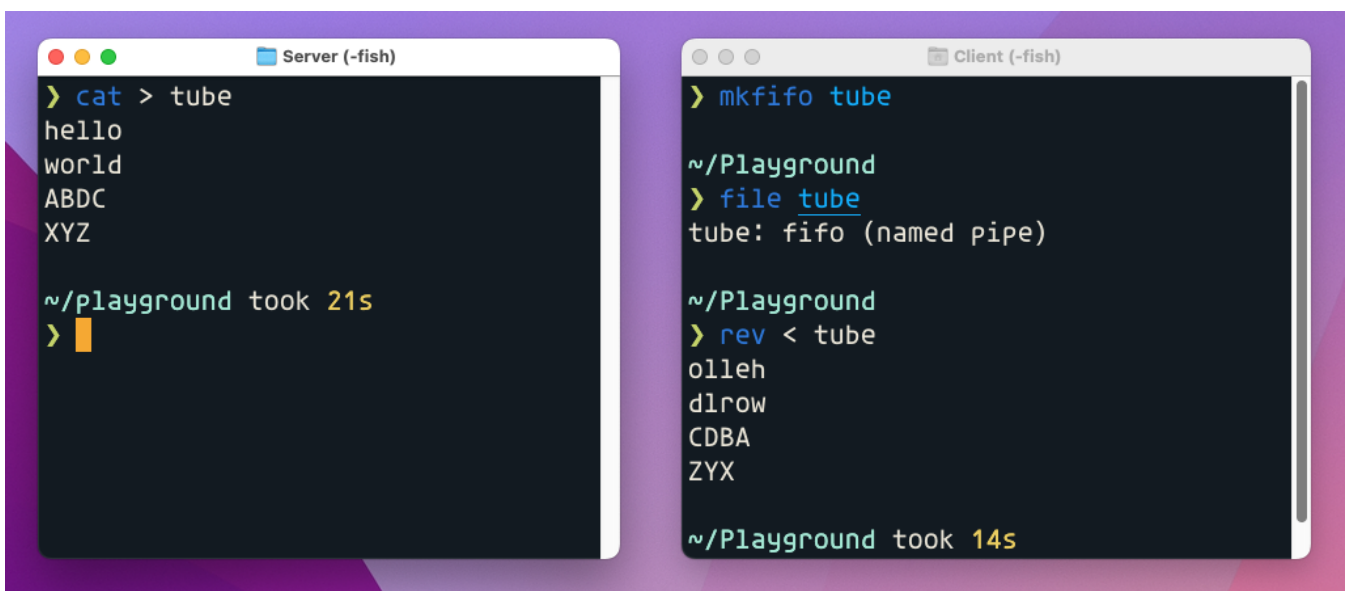 Server (-fish)
❯ cat > tube
hello
world
ABDC
XYZ
~/playground took 21s
❯
Client (-fish)
❯ mkfifo tube
~/Playground
❯ file tube
tube: fifo (named pipe)
~/Playground
❯ rev < tube
olleh
dlrow
CDBA
ZYX
~/Playground took 14s